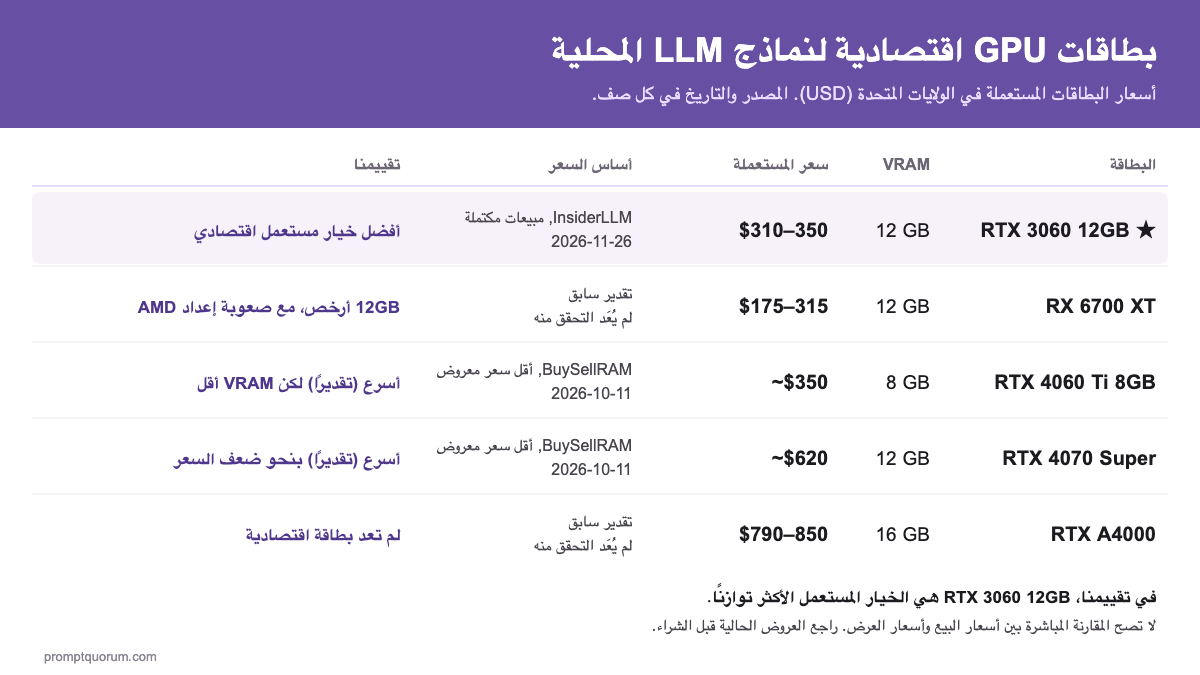 بطاقات GPU اقتصادية لنماذج LLM المحلية
أسعار البطاقات المستعملة في الولايات المتحدة (USD). المصدر والتاريخ في كل صف.
البطاقة VRAM سعر المستعملة أساس السعر تقييمنا
★ RTX 3060 12GB 12 GB $310–350 InsiderLLM, مبيعات مكتملة أفضل خيار مستعمل اقتصادي
2026-11-26
RX 6700 XT 12 GB $175–315 تقدير سابق 12GB أرخص، مع صعوبة إعداد AMD
لم يُعَد التحقق منه
RTX 4060 Ti 8GB 8 GB ~$350 BuySellRAM, أقل سعر معروض أسرع (تقديرًا) لكن VRAM أقل
2026-10-11
RTX 4070 Super 12 GB ~$620 BuySellRAM, أقل سعر معروض أسرع (تقديرًا) بنحو ضعف السعر
2026-10-11
RTX A4000 16 GB $790–850 تقدير سابق لم تعد بطاقة اقتصادية
لم يُعَد التحقق منه
في تقييمنا، RTX 3060 12GB هي الخيار المستعمل الأكثر توازنًا.
لا تصح المقارنة المباشرة بين أسعار البيع وأسعار العرض. راجع العروض الحالية قبل الشراء.
promptquorum.com